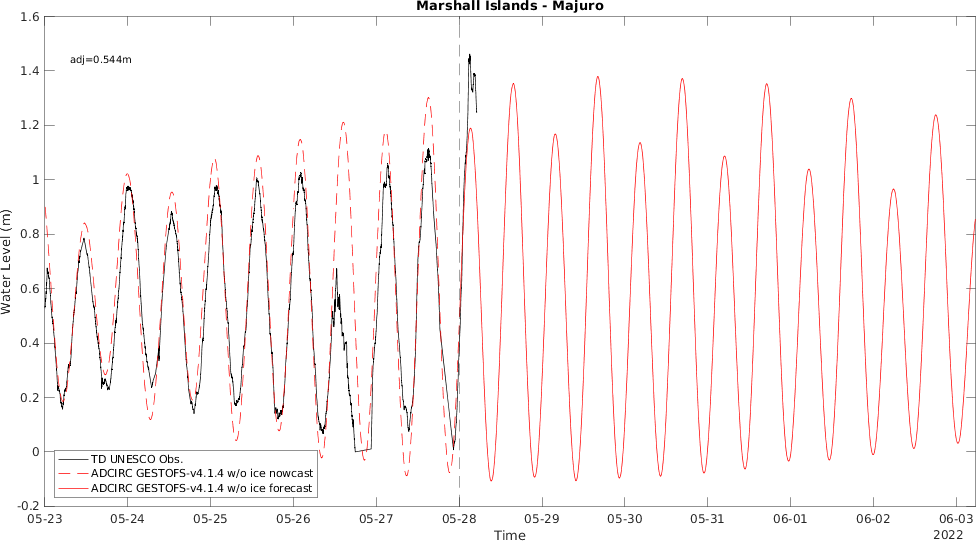 Marshall Islands - Majuro
adj=0.544m
Water Level (m)
1.6
1.4
1.2
1
0.8
0.6
0.4
0.2
0
-0.2
TD UNESCO Obs.
ADCIRC GESTOFS-v4.1.4 w/o ice nowcast
ADCIRC GESTOFS-v4.1.4 w/o ice forecast
05-23 05-24 05-25 05-26 05-27 05-28 05-29 05-30 05-31 06-01 06-02 06-03
Time
2022